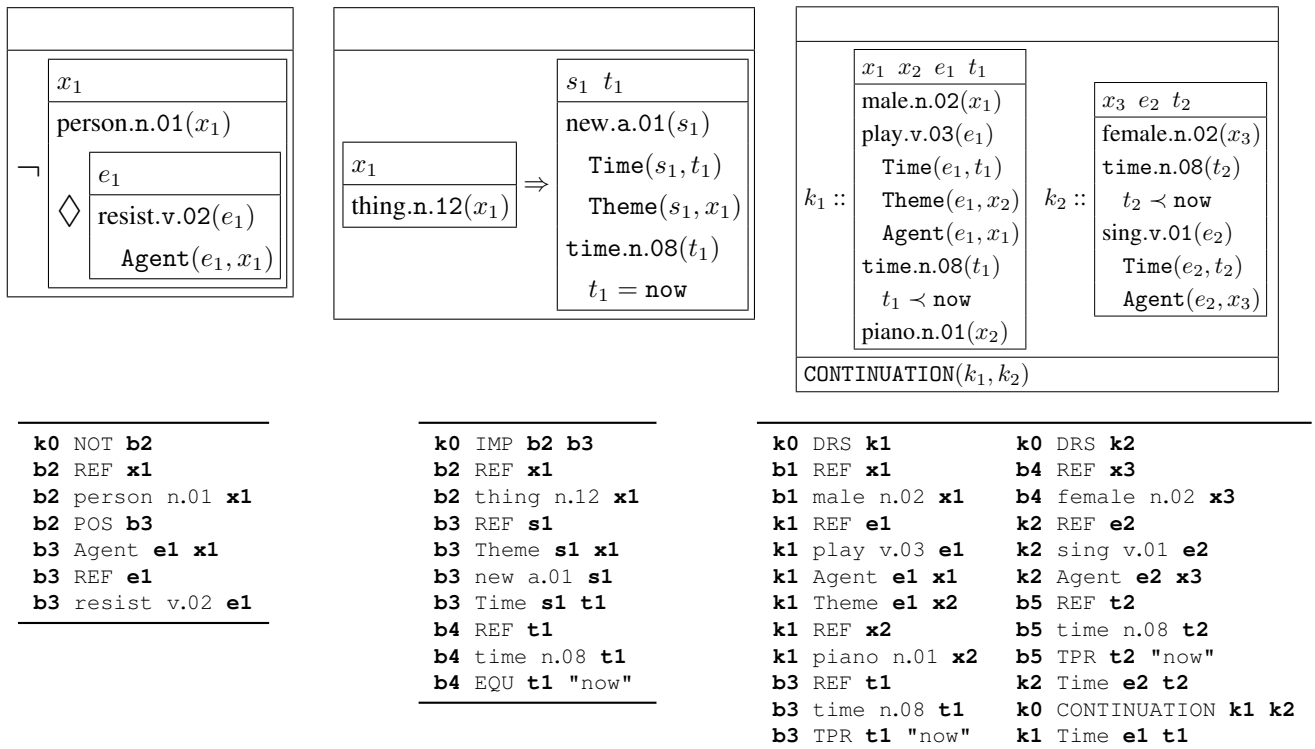 x₁
person.n.01(x₁)
¬
◇
e₁
resist.v.02(e₁)
Agent(e₁, x₁)
x₁
thing.n.12(x₁)
⇒
s₁ t₁
new.a.01(s₁)
Time(s₁, t₁)
Theme(s₁, x₁)
time.n.08(t₁)
t₁ = now
k₁ ::
x₁ x₂ e₁ t₁
male.n.02(x₁)
play.v.03(e₁)
Time(e₁, t₁)
Theme(e₁, x₂)
Agent(e₁, x₁)
time.n.08(t₁)
t₁ ≺ now
piano.n.01(x₂)
k₂ ::
x₃ e₂ t₂
female.n.02(x₃)
time.n.08(t₂)
t₂ ≺ now
sing.v.01(e₂)
Time(e₂, t₂)
Agent(e₂, x₃)
CONTINUATION(k₁, k₂)
k0 NOT b2
b2 REF x1
b2 person n.01 x1
b2 POS b3
b3 Agent e1 x1
b3 REF e1
b3 resist v.02 e1
k0 IMP b2 b3
b2 REF x1
b2 thing n.12 x1
b3 REF s1
b3 Theme s1 x1
b3 new a.01 s1
b3 Time s1 t1
b4 REF t1
b4 time n.08 t1
b4 EQU t1 "now"
k0 DRS k1
b1 REF x1
b1 male n.02 x1
k1 REF e1
k1 play v.03 e1
k1 Agent e1 x1
k1 Theme e1 x2
k1 REF x2
k1 piano n.01 x2
b3 REF t1
b3 time n.08 t1
b3 TPR t1 "now"
k0 DRS k2
b4 REF x3
b4 female n.02 x3
k2 REF e2
k2 sing v.01 e2
k2 Agent e2 x3
b5 REF t2
b5 time n.08 t2
b5 TPR t2 "now"
k2 Time e2 t2
k0 CONTINUATION k1 k2
k1 Time e1 t1